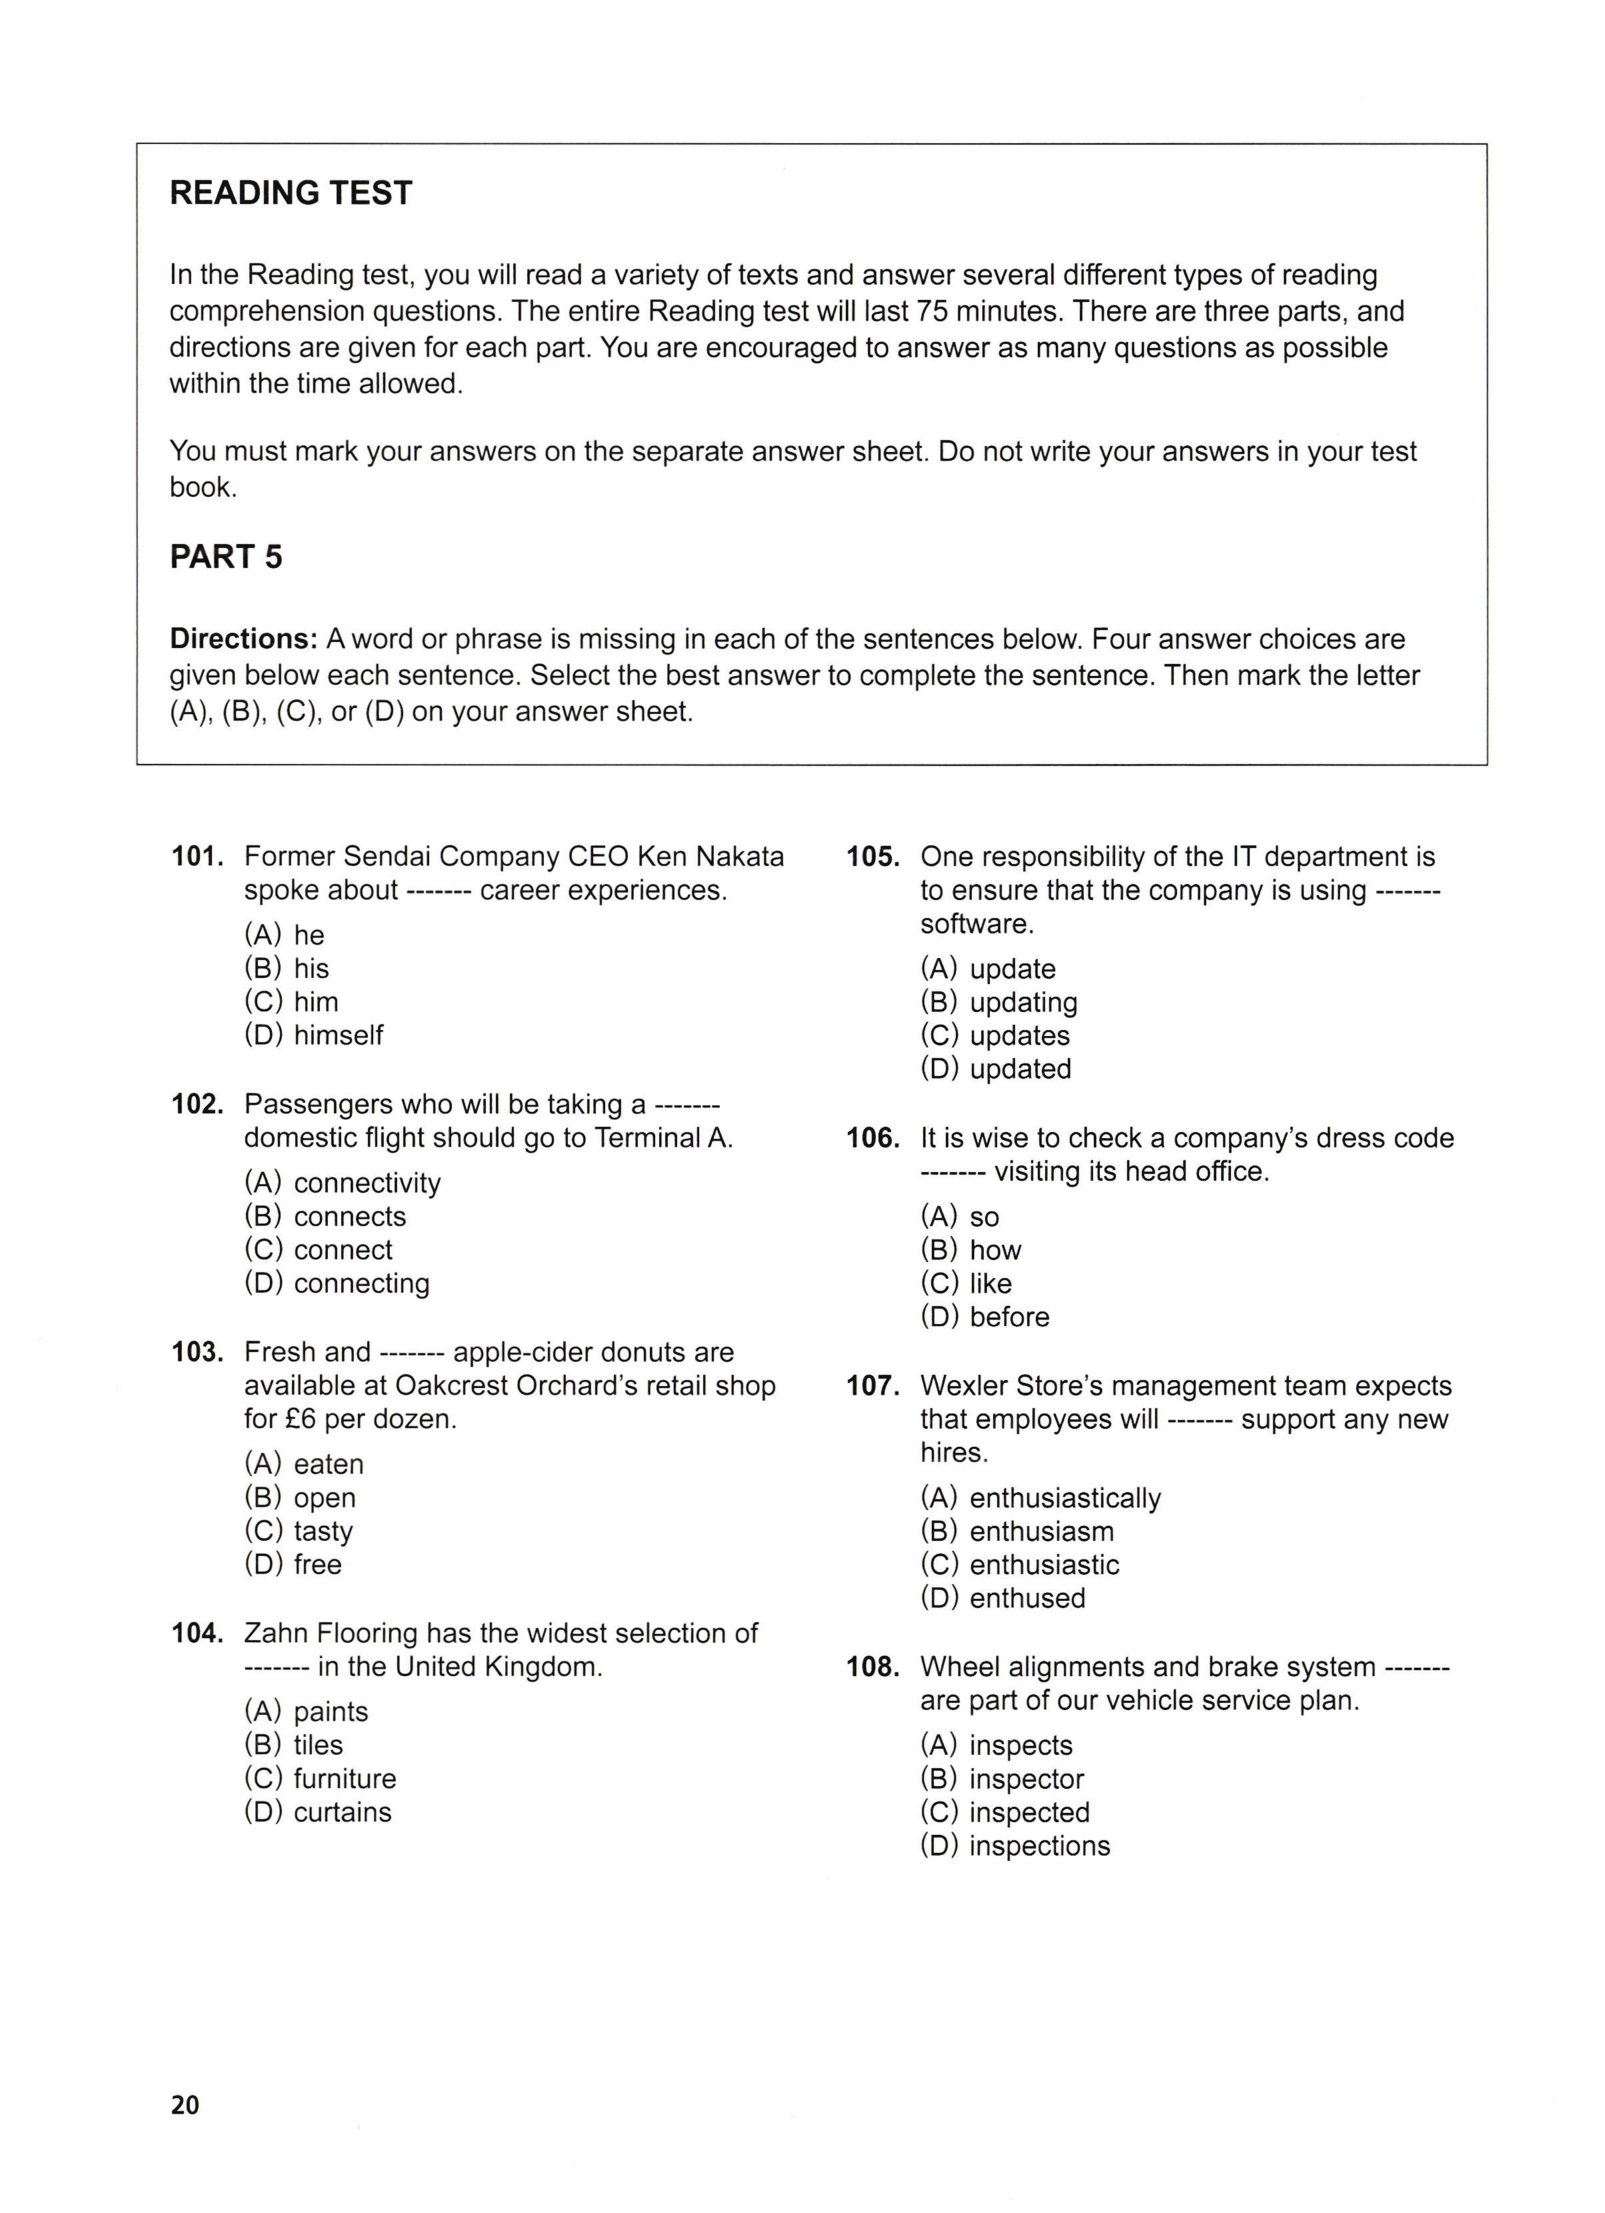 READING TEST
In the Reading test, you will read a variety of texts and answer several different types of reading
comprehension questions. The entire Reading test will last 75 minutes. There are three parts, and
directions are given for each part. You are encouraged to answer as many questions as possible
within the time allowed.
You must mark your answers on the separate answer sheet. Do not write your answers in your test
book.
PART 5
Directions: A word or phrase is missing in each of the sentences below. Four answer choices are
given below each sentence. Select the best answer to complete the sentence. Then mark the letter
(A), (B), (C), or (D) on your answer sheet.
101. Former Sendai Company CEO Ken Nakata
spoke about ------- career experiences.
(A) he
(B) his
(C) him
(D) himself
102. Passengers who will be taking a -------
domestic flight should go to Terminal A.
(A) connectivity
(B) connects
(C) connect
(D) connecting
103. Fresh and ------- apple-cider donuts are
available at Oakcrest Orchard's retail shop
for £6 per dozen.
(A) eaten
(B) open
(C) tasty
(D) free
104. Zahn Flooring has the widest selection of
------- in the United Kingdom.
(A) paints
(B) tiles
(C) furniture
(D) curtains
105. One responsibility of the IT department is
to ensure that the company is using -------
software.
(A) update
(B) updating
(C) updates
(D) updated
106. It is wise to check a company's dress code
------- visiting its head office.
(A) so
(B) how
(C) like
(D) before
107. Wexler Store's management team expects
that employees will ------- support any new
hires.
(A) enthusiastically
(B) enthusiasm
(C) enthusiastic
(D) enthused
108. Wheel alignments and brake system -------
are part of our vehicle service plan.
(A) inspects
(B) inspector
(C) inspected
(D) inspections
20